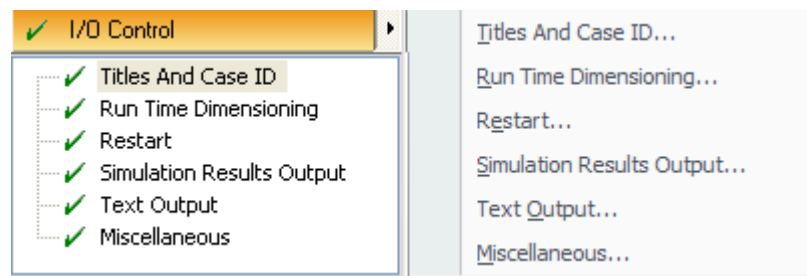 I/O Control
Titles And Case ID
Run Time Dimensioning
Restart
Simulation Results Output
Text Output
Miscellaneous
Titles And Case ID...
Run Time Dimensioning...
Restart...
Simulation Results Output...
Text Output...
Miscellaneous...